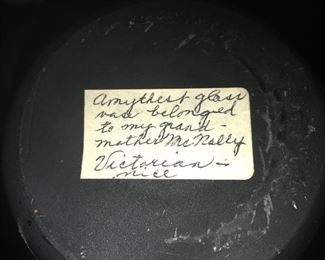 Amythest glass
vase belonged
to my grand-
mother McNally
Victorian -
nice